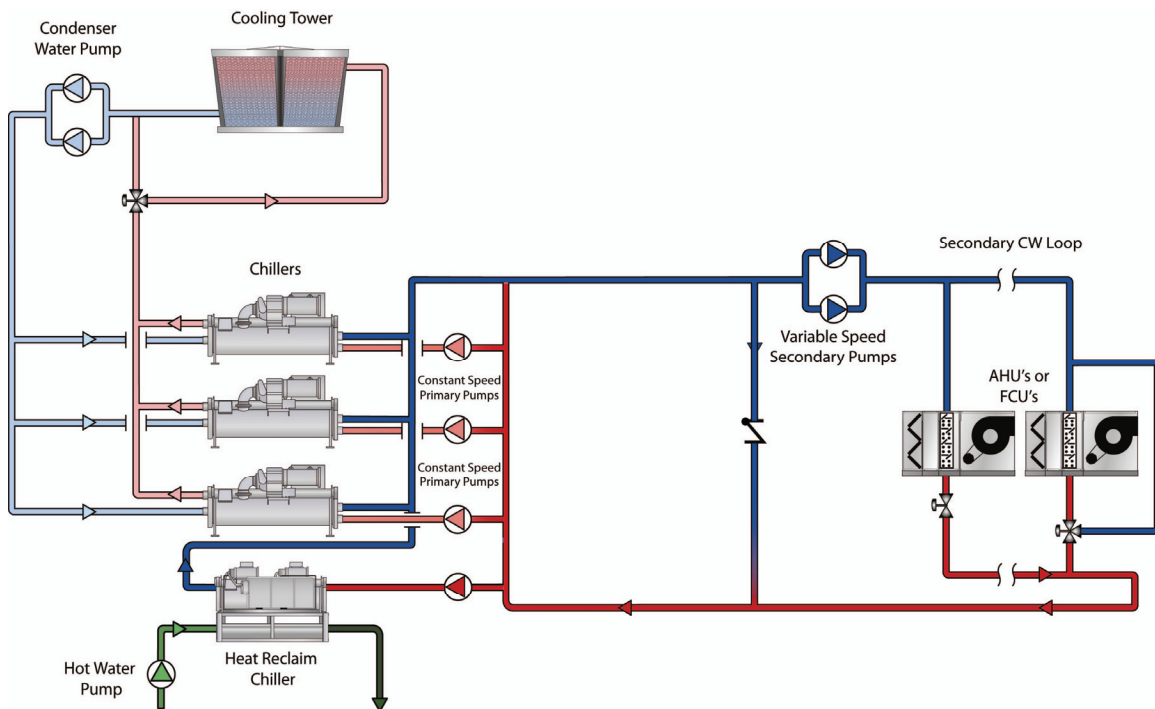 Condenser
Water Pump
Cooling Tower
Chillers
Secondary CW Loop
Variable Speed
Secondary Pumps
Constant Speed
Primary Pumps
AHU's or
FCU's
Constant Speed
Primary Pumps
Hot Water
Pump
Heat Reclaim
Chiller